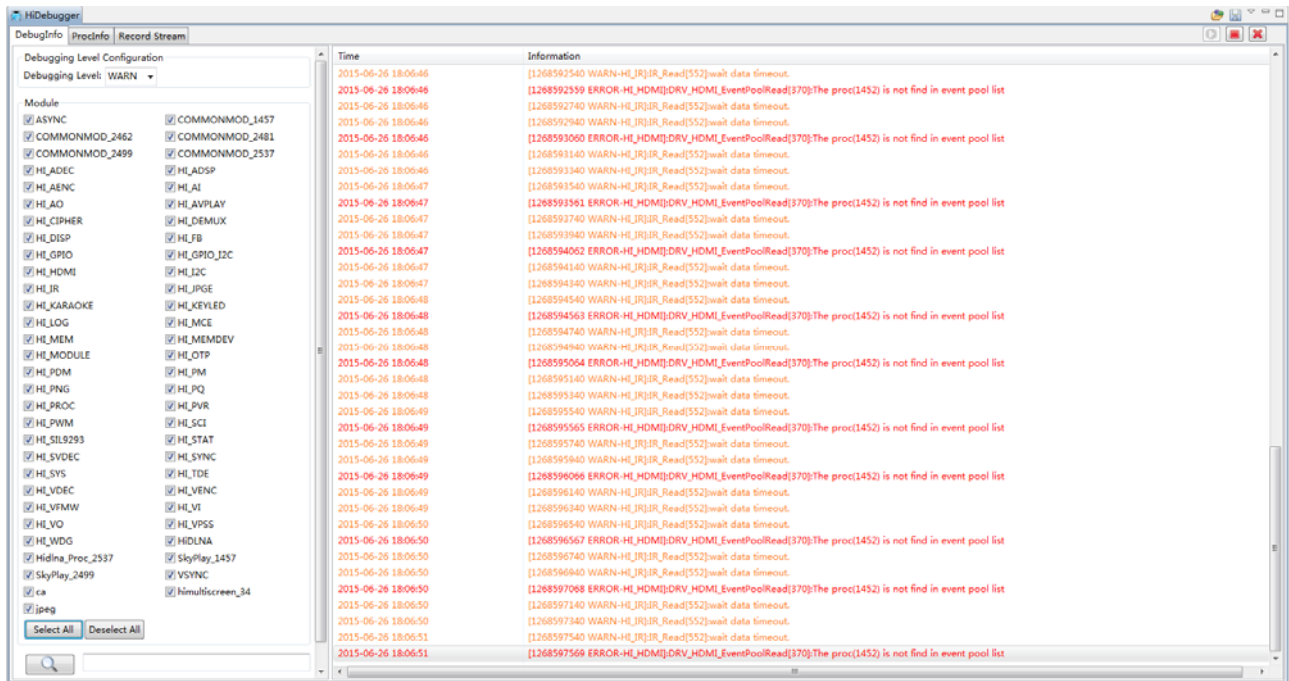 HiDebugger
DebugInfo ProcInfo Record Stream
Debugging Level Configuration
Debugging Level: WARN
Module
ASYNC COMMONMOD_1457
COMMONMOD_2462 COMMONMOD_2481
COMMONMOD_2499 COMMONMOD_2537
HI_ADEC HI_ADSP
HI_AENC HI_AI
HI_AO HI_AVPLAY
HI_CIPHER HI_DEMUX
HI_DISP HI_FB
HI_GPIO HI_GPIO_I2C
HI_HDMI HI_I2C
HI_IR HI_JPGE
HI_KARAOKE HI_KEYLED
HI_LOG HI_MCE
HI_MEM HI_MEMDEV
HI_MODULE HI_OTP
HI_PDM HI_PM
HI_PNG HI_PQ
HI_PROC HI_PVR
HI_PWM HI_SCI
HI_SIL9293 HI_STAT
HI_SVDEC HI_SYNC
HI_SYS HI_TDE
HI_VDEC HI_VENC
HI_VFMW HI_VI
HI_VO HI_VPSS
HI_WDG HiDLNA
Hidlna_Proc_2537 SkyPlay_1457
SkyPlay_2499 VSYNC
ca himultiscreen_34
jpeg
Select All Deselect All
Time Information
2015-06-26 18:06:46 [1268592540 WARN-HI_IR]:IR_Read[552]:wait data timeout.
2015-06-26 18:06:46 [1268592559 ERROR-HI_HDMI]:DRV_HDMI_EventPoolRead[370]:The proc(1452) is not find in event pool list
2015-06-26 18:06:46 [1268592740 WARN-HI_IR]:IR_Read[552]:wait data timeout.
2015-06-26 18:06:46 [1268592940 WARN-HI_IR]:IR_Read[552]:wait data timeout.
2015-06-26 18:06:46 [1268593060 ERROR-HI_HDMI]:DRV_HDMI_EventPoolRead[370]:The proc(1452) is not find in event pool list
2015-06-26 18:06:46 [1268593140 WARN-HI_IR]:IR_Read[552]:wait data timeout.
2015-06-26 18:06:46 [1268593340 WARN-HI_IR]:IR_Read[552]:wait data timeout.
2015-06-26 18:06:47 [1268593540 WARN-HI_IR]:IR_Read[552]:wait data timeout.
2015-06-26 18:06:47 [1268593561 ERROR-HI_HDMI]:DRV_HDMI_EventPoolRead[370]:The proc(1452) is not find in event pool list
2015-06-26 18:06:47 [1268593740 WARN-HI_IR]:IR_Read[552]:wait data timeout.
2015-06-26 18:06:47 [1268593940 WARN-HI_IR]:IR_Read[552]:wait data timeout.
2015-06-26 18:06:47 [1268594062 ERROR-HI_HDMI]:DRV_HDMI_EventPoolRead[370]:The proc(1452) is not find in event pool list
2015-06-26 18:06:47 [1268594140 WARN-HI_IR]:IR_Read[552]:wait data timeout.
2015-06-26 18:06:47 [1268594340 WARN-HI_IR]:IR_Read[552]:wait data timeout.
2015-06-26 18:06:48 [1268594540 WARN-HI_IR]:IR_Read[552]:wait data timeout.
2015-06-26 18:06:48 [1268594563 ERROR-HI_HDMI]:DRV_HDMI_EventPoolRead[370]:The proc(1452) is not find in event pool list
2015-06-26 18:06:48 [1268594740 WARN-HI_IR]:IR_Read[552]:wait data timeout.
2015-06-26 18:06:48 [1268594940 WARN-HI_IR]:IR_Read[552]:wait data timeout.
2015-06-26 18:06:48 [1268595064 ERROR-HI_HDMI]:DRV_HDMI_EventPoolRead[370]:The proc(1452) is not find in event pool list
2015-06-26 18:06:48 [1268595140 WARN-HI_IR]:IR_Read[552]:wait data timeout.
2015-06-26 18:06:48 [1268595340 WARN-HI_IR]:IR_Read[552]:wait data timeout.
2015-06-26 18:06:49 [1268595540 WARN-HI_IR]:IR_Read[552]:wait data timeout.
2015-06-26 18:06:49 [1268595565 ERROR-HI_HDMI]:DRV_HDMI_EventPoolRead[370]:The proc(1452) is not find in event pool list
2015-06-26 18:06:49 [1268595740 WARN-HI_IR]:IR_Read[552]:wait data timeout.
2015-06-26 18:06:49 [1268595940 WARN-HI_IR]:IR_Read[552]:wait data timeout.
2015-06-26 18:06:49 [1268596066 ERROR-HI_HDMI]:DRV_HDMI_EventPoolRead[370]:The proc(1452) is not find in event pool list
2015-06-26 18:06:49 [1268596140 WARN-HI_IR]:IR_Read[552]:wait data timeout.
2015-06-26 18:06:49 [1268596340 WARN-HI_IR]:IR_Read[552]:wait data timeout.
2015-06-26 18:06:50 [1268596540 WARN-HI_IR]:IR_Read[552]:wait data timeout.
2015-06-26 18:06:50 [1268596567 ERROR-HI_HDMI]:DRV_HDMI_EventPoolRead[370]:The proc(1452) is not find in event pool list
2015-06-26 18:06:50 [1268596740 WARN-HI_IR]:IR_Read[552]:wait data timeout.
2015-06-26 18:06:50 [1268596940 WARN-HI_IR]:IR_Read[552]:wait data timeout.
2015-06-26 18:06:50 [1268597068 ERROR-HI_HDMI]:DRV_HDMI_EventPoolRead[370]:The proc(1452) is not find in event pool list
2015-06-26 18:06:50 [1268597140 WARN-HI_IR]:IR_Read[552]:wait data timeout.
2015-06-26 18:06:50 [1268597340 WARN-HI_IR]:IR_Read[552]:wait data timeout.
2015-06-26 18:06:51 [1268597540 WARN-HI_IR]:IR_Read[552]:wait data timeout.
2015-06-26 18:06:51 [1268597569 ERROR-HI_HDMI]:DRV_HDMI_EventPoolRead[370]:The proc(1452) is not find in event pool list